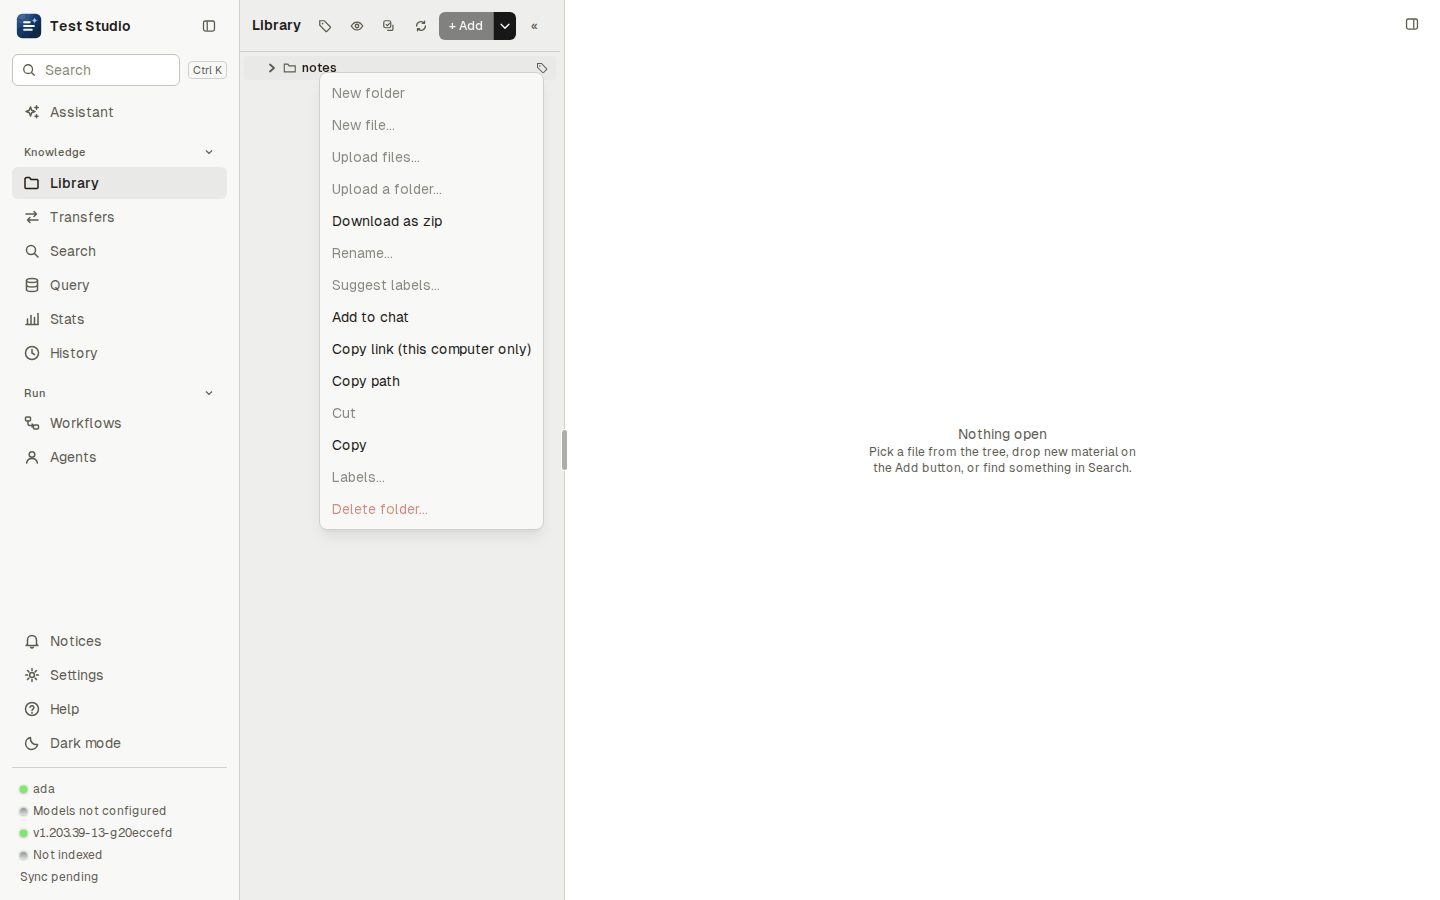 Test Studio
Search
Ctrl K
Assistant
Knowledge
Library
Transfers
Search
Query
Stats
History
Run
Workflows
Agents
Notices
Settings
Help
Dark mode
ada
Models not configured
v1.203.39-13-g20eccefd
Not indexed
Sync pending
Library
+ Add
«
notes
New folder
New file...
Upload files...
Upload a folder...
Download as zip
Rename...
Suggest labels...
Add to chat
Copy link (this computer only)
Copy path
Cut
Copy
Labels...
Delete folder...
Nothing open
Pick a file from the tree, drop new material on
the Add button, or find something in Search.